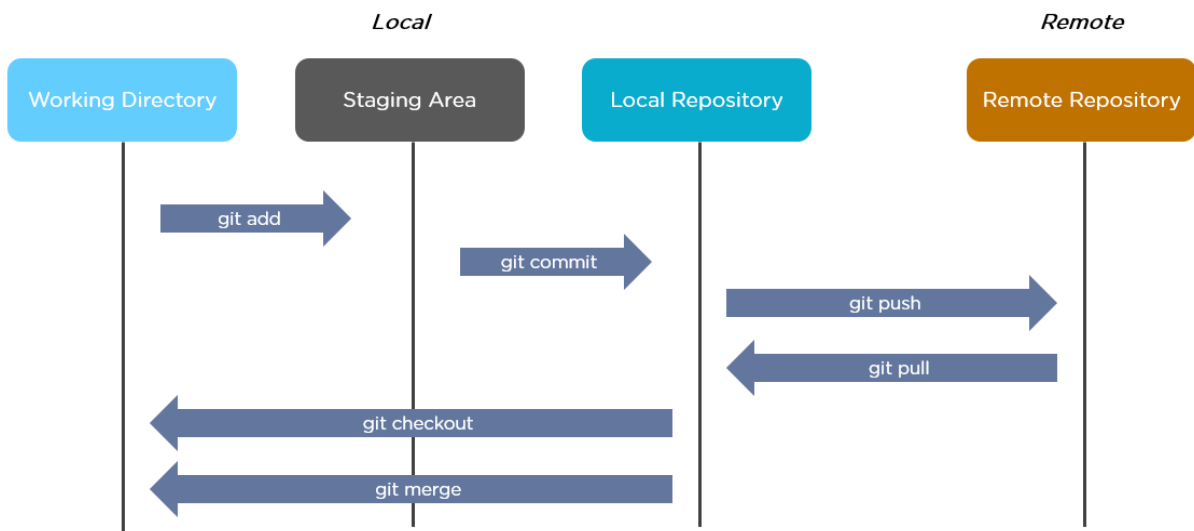 Local
Remote
Working Directory
Staging Area
Local Repository
Remote Repository
git add
git commit
git push
git pull
git checkout
git merge